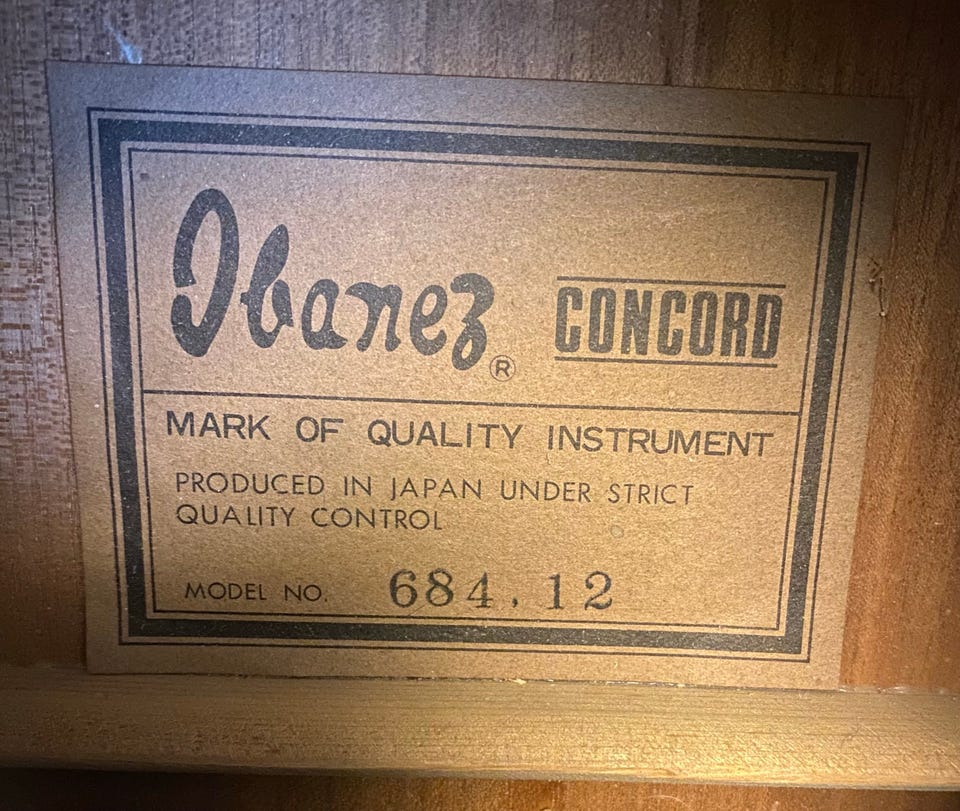 Ibanez® CONCORD
MARK OF QUALITY INSTRUMENT
PRODUCED IN JAPAN UNDER STRICT
QUALITY CONTROL
MODEL NO. 684.12